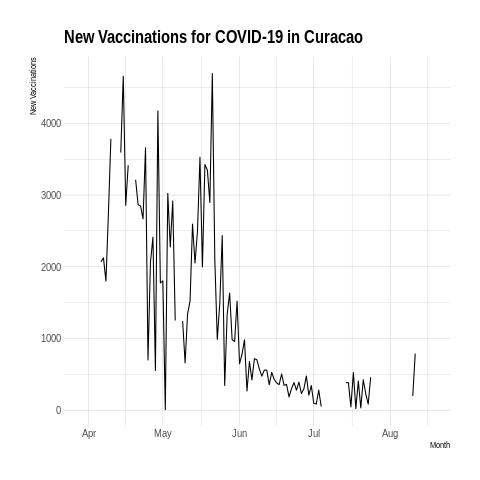 New Vaccinations for COVID-19 in Curacao
New Vaccinations
4000
3000
2000
1000
0
Apr May Jun Jul Aug
Month